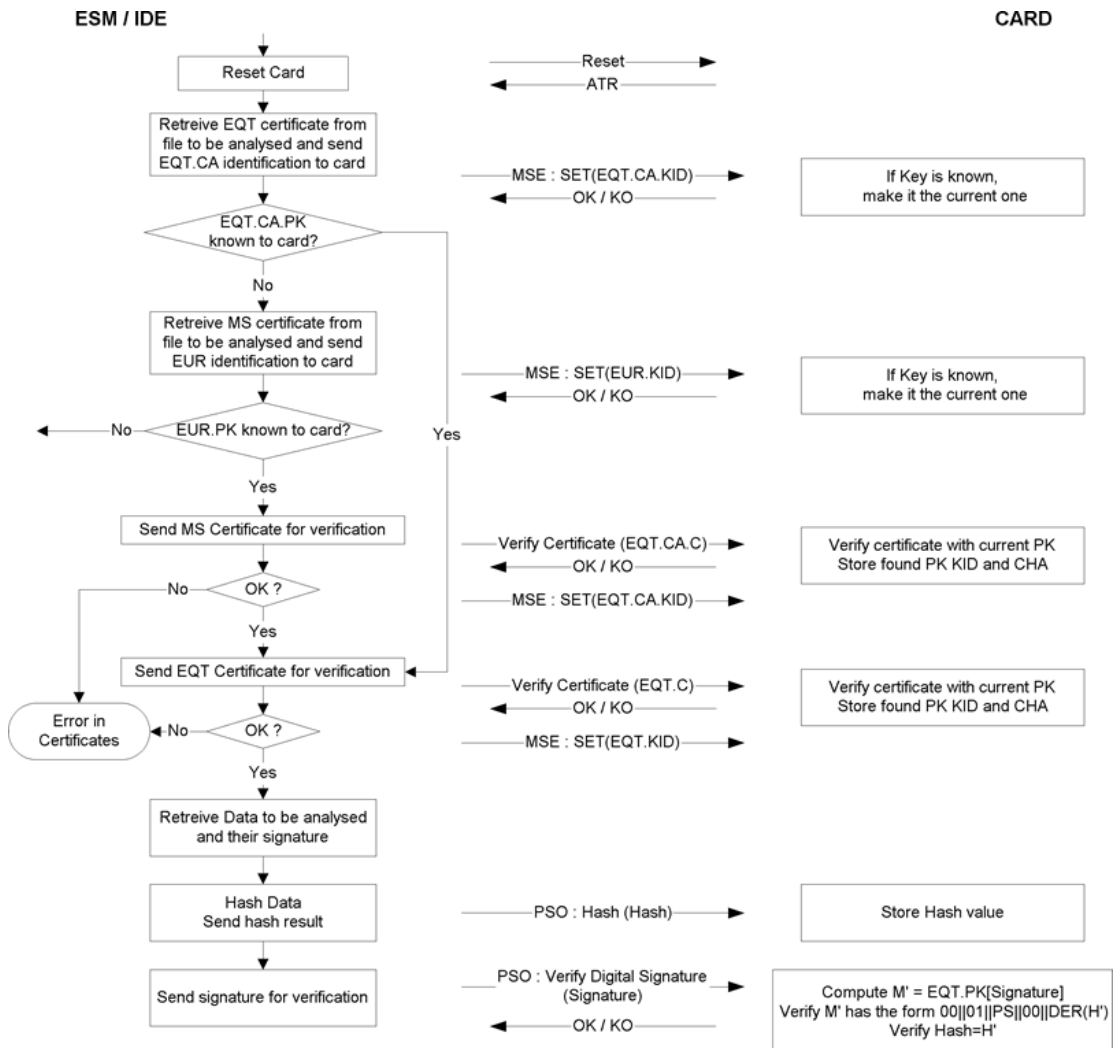 ESM / IDE
CARD
Reset Card
Reset
ATR
Retreive EQT certificate from
file to be analysed and send
EQT.CA identification to card
MSE : SET(EQT.CA.KID)
OK / KO
If Key is known,
make it the current one
EQT.CA.PK
known to card?
No
Retreive MS certificate from
file to be analysed and send
EUR identification to card
MSE : SET(EUR.KID)
OK / KO
If Key is known,
make it the current one
No
EUR.PK known to card?
Yes
Yes
Send MS Certificate for verification
Verify Certificate (EQT.CA.C)
OK / KO
Verify certificate with current PK
Store found PK KID and CHA
No
OK ?
MSE : SET(EQT.CA.KID)
Yes
Send EQT Certificate for verification
Verify Certificate (EQT.C)
OK / KO
Verify certificate with current PK
Store found PK KID and CHA
Error in
Certificates
No
OK ?
MSE : SET(EQT.KID)
Yes
Retreive Data to be analysed
and their signature
Hash Data
Send hash result
PSO : Hash (Hash)
Store Hash value
Send signature for verification
PSO : Verify Digital Signature
(Signature)
OK / KO
Compute M' = EQT.PK[Signature]
Verify M' has the form 00||01||PS||00||DER(H')
Verify Hash=H'